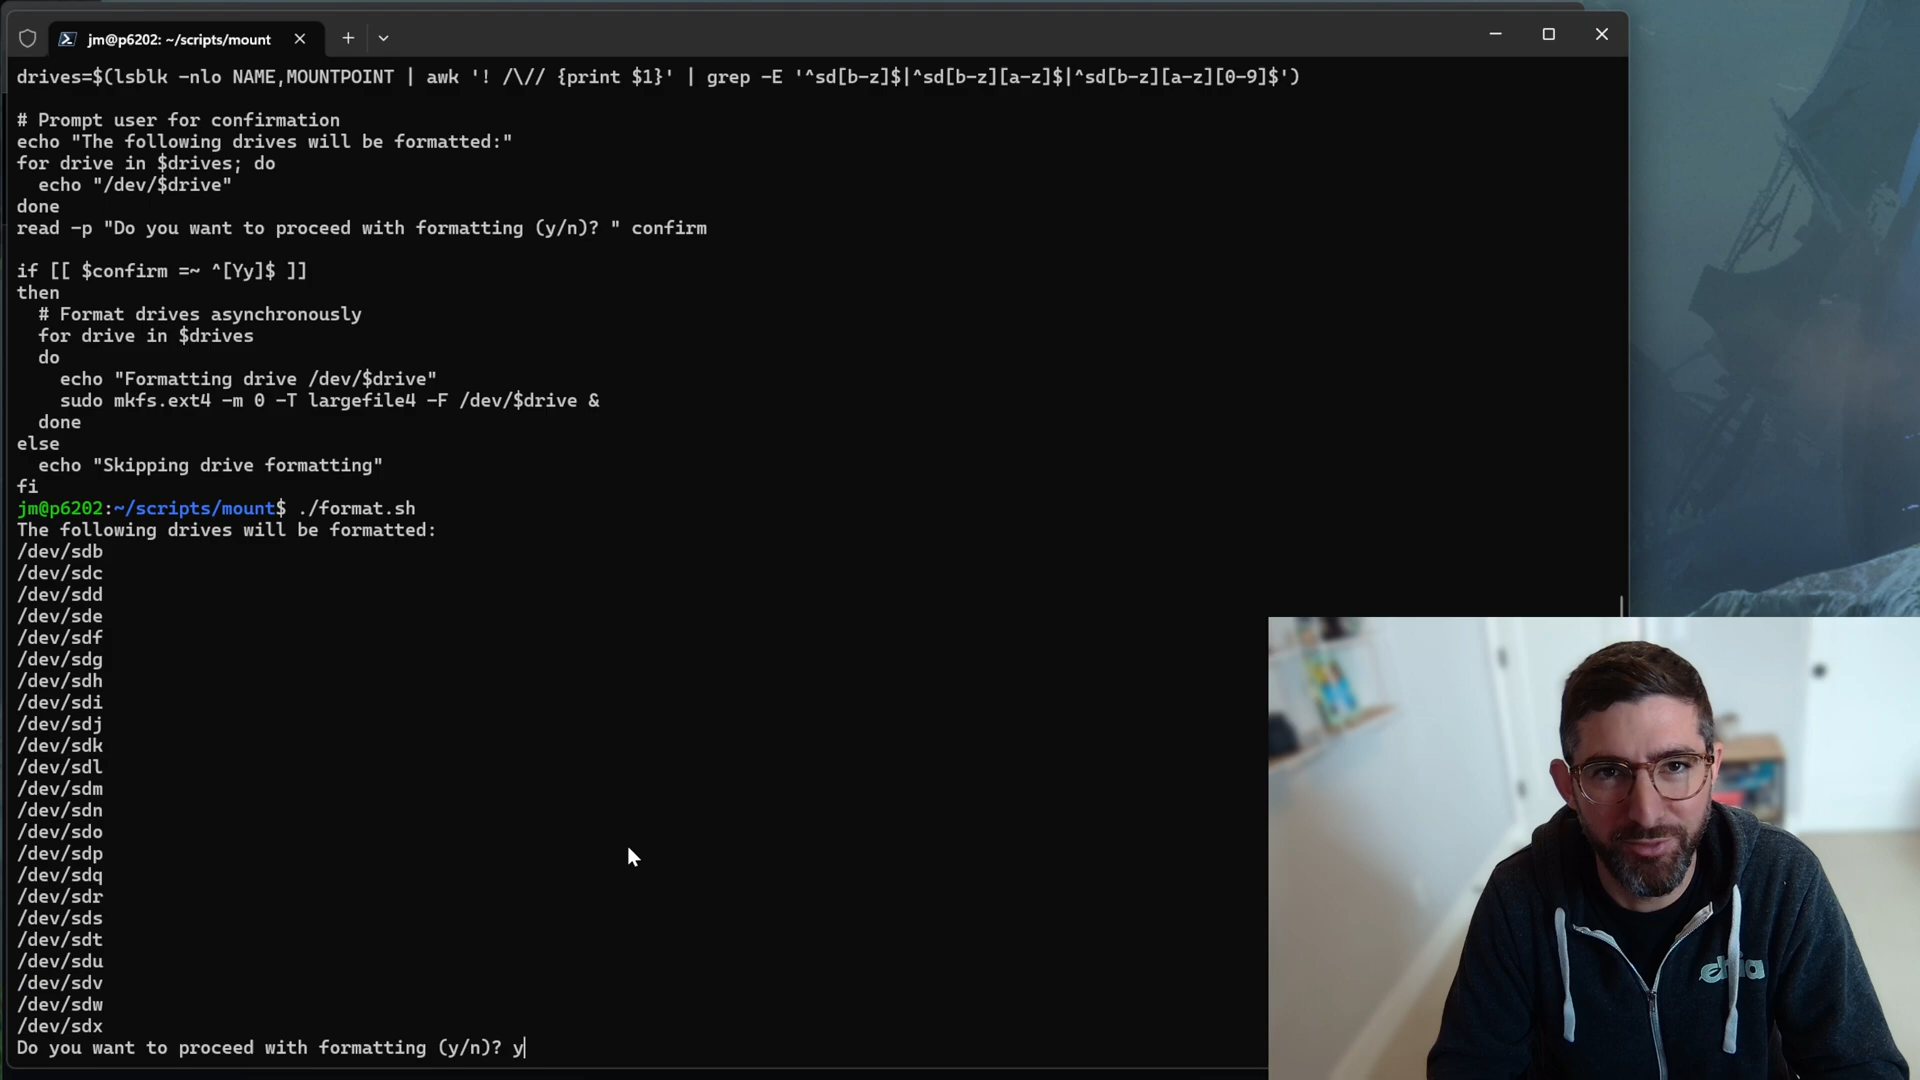 jm@p6202: ~/scripts/mount
drives=$(lsblk -nlo NAME,MOUNTPOINT | awk '! /\// {print $1}' | grep -E '^sd[b-z]$|^sd[b-z][a-z]$|^sd[b-z][a-z][0-9]$')
# Prompt user for confirmation
echo "The following drives will be formatted:"
for drive in $drives; do
  echo "/dev/$drive"
done
read -p "Do you want to proceed with formatting (y/n)? " confirm
if [[ $confirm =~ ^[Yy]$ ]]
then
  # Format drives asynchronously
  for drive in $drives
  do
    echo "Formatting drive /dev/$drive"
    sudo mkfs.ext4 -m 0 -T largefile4 -F /dev/$drive &
  done
else
  echo "Skipping drive formatting"
fi
jm@p6202:~/scripts/mount$ ./format.sh
The following drives will be formatted:
/dev/sdb
/dev/sdc
/dev/sdd
/dev/sde
/dev/sdf
/dev/sdg
/dev/sdh
/dev/sdi
/dev/sdj
/dev/sdk
/dev/sdl
/dev/sdm
/dev/sdn
/dev/sdo
/dev/sdp
/dev/sdq
/dev/sdr
/dev/sds
/dev/sdt
/dev/sdu
/dev/sdv
/dev/sdw
/dev/sdx
Do you want to proceed with formatting (y/n)? y
chia